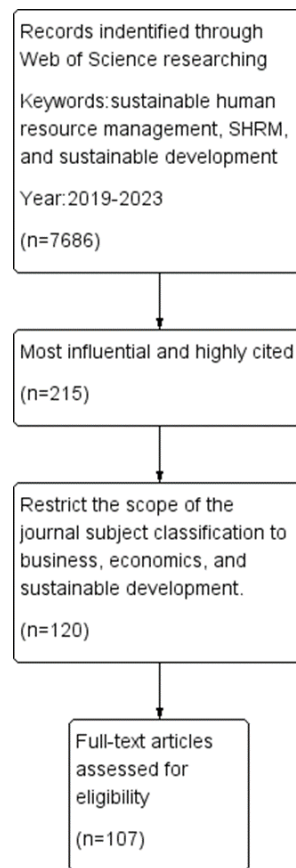 Records indentified through
Web of Science researching
Keywords:sustainable human
resource management, SHRM,
and sustainable development
Year:2019-2023
(n=7686)
Most influential and highly cited
(n=215)
Restrict the scope of the
journal subject classification to
business, economics, and
sustainable development.
(n=120)
Full-text articles
assessed for
eligibility
(n=107)